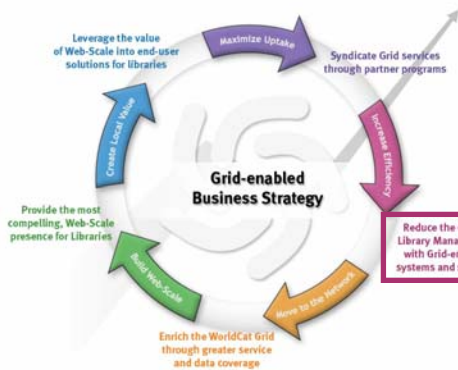 Leverage the value
of Web-Scale into end-user
solutions for libraries
Maximize Uptake
Syndicate Grid services
through partner programs
Create Local Value
Increase Efficiency
Grid-enabled
Business Strategy
Provide the most
compelling, Web-Scale
presence for Libraries
Reduce the
Library Mana
with Grid-en
systems and
Build Web-Scale
Move to the Network
Enrich the WorldCat Grid
through greater service
and data coverage